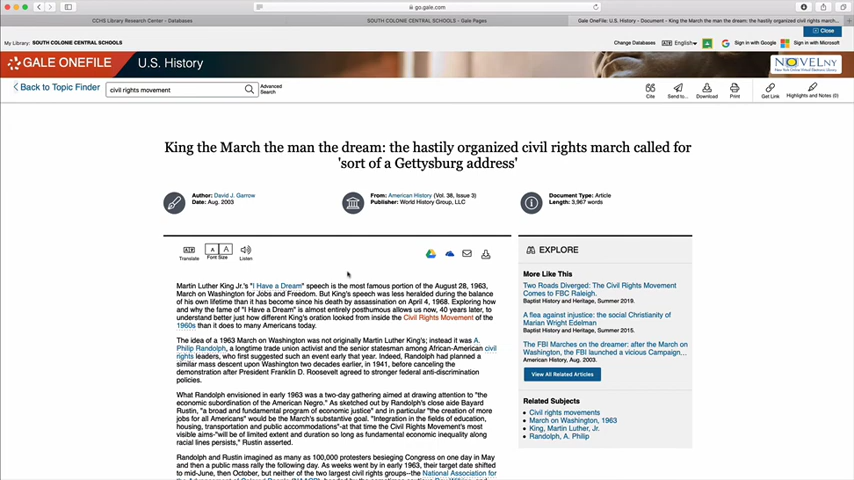 go.gale.com
CCHS Library Research Center - Databases
SOUTH COLONIE CENTRAL SCHOOLS - Gale Pages
Gale OneFile: U.S. History - Document - King the March the man the dream: the hastily organized civil rights march...
Close
My Library: SOUTH COLONIE CENTRAL SCHOOLS
Change Databases
English
Sign in with Google
Sign in with Microsoft
GALE ONEFILE
U.S. History
NOVELNY
New York Online Virtual Electronic Library
Back to Topic Finder
civil rights movement
Advanced
Search
Cite
Send to...
Download
Print
Get Link
Highlights and Notes (0)
King the March the man the dream: the hastily organized civil rights march called for
'sort of a Gettysburg address'
Author: David J. Garrow
Date: Aug. 2003
From: American History (Vol. 38, Issue 3)
Publisher: World History Group, LLC
Document Type: Article
Length: 3,967 words
Translate
A A
Font Size
Listen
Martin Luther King Jr.'s "I Have a Dream" speech is the most famous portion of the August 28, 1963,
March on Washington for Jobs and Freedom. But King's speech was less heralded during the balance
of his own lifetime than it has become since his death by assassination on April 4, 1968. Exploring how
and why the fame of "I Have a Dream" is almost entirely posthumous allows us now, 40 years later, to
understand better just how different King's oration looked from inside the Civil Rights Movement of the
1960s than it does to many Americans today.
The idea of a 1963 March on Washington was not originally Martin Luther King's; instead it was A.
Philip Randolph, a longtime trade union activist and the senior statesman among African-American civil
rights leaders, who first suggested such an event early that year. Indeed, Randolph had planned a
similar mass descent upon Washington two decades earlier, in 1941, before canceling the
demonstration after President Franklin D. Roosevelt agreed to stronger federal anti-discrimination
policies.
What Randolph envisioned in early 1963 was a two-day gathering aimed at drawing attention to "the
economic subordination of the American Negro." As sketched out by Randolph's close aide Bayard
Rustin, "a broad and fundamental program of economic justice" and in particular "the creation of more
jobs for all Americans" would be the March's substantive goal. "Integration in the fields of education,
housing, transportation and public accommodations"-at that time the Civil Rights Movement's most
visible aims-"will be of limited extent and duration so long as fundamental economic inequality along
racial lines persists," Rustin asserted.
Randolph and Rustin imagined as many as 100,000 protesters besieging Congress on one day in May
and then a public mass rally the following day. As weeks went by in early 1963, their target date shifted
to mid-June, then October, but neither of the two largest civil rights groups-the National Association for
EXPLORE
More Like This
Two Roads Diverged: The Civil Rights Movement
Comes to FBC Raleigh.
Baptist History and Heritage, Summer 2019.
A flea against injustice: the social Christianity of
Marian Wright Edelman
Baptist History and Heritage, Summer 2015.
The FBI Marches on the dreamer: after the March on
Washington, the FBI launched a vicious Campaign...
American History, Aug. 2003.
View All Related Articles
Related Subjects
Civil rights movements
March on Washington, 1963
King, Martin Luther, Jr.
Randolph, A. Philip